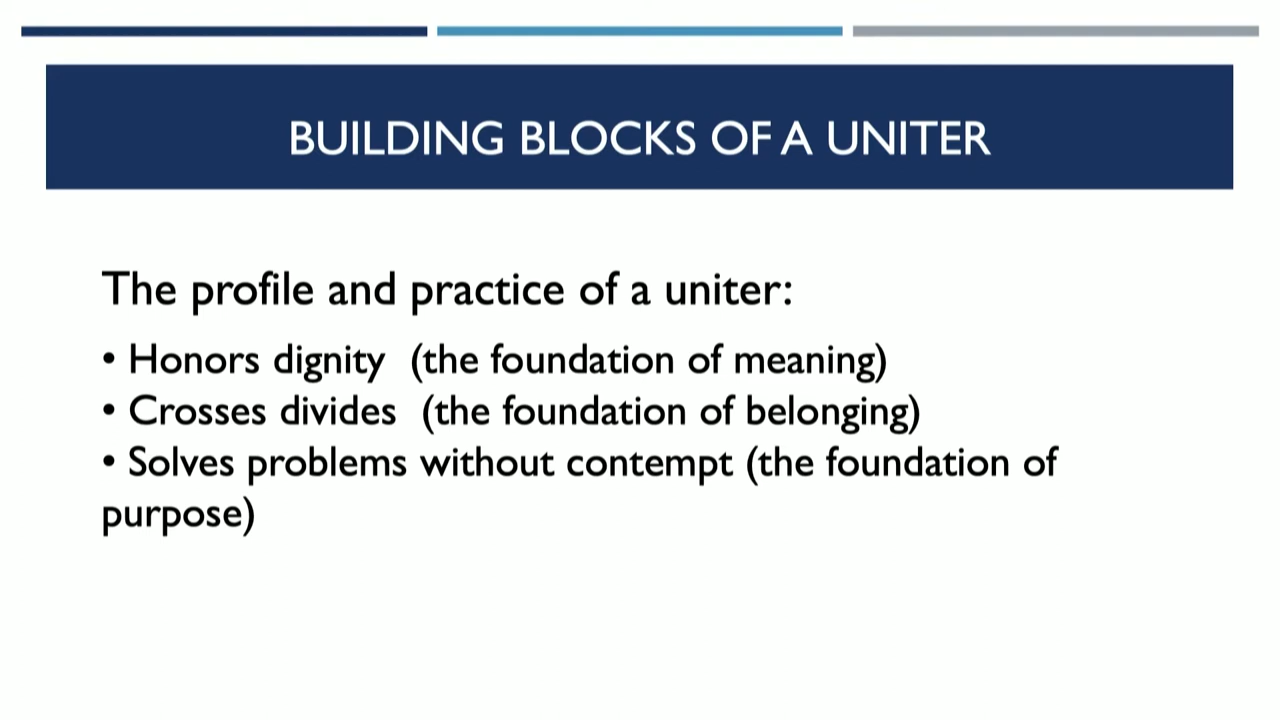 BUILDING BLOCKS OF A UNITER
The profile and practice of a uniter:
• Honors dignity  (the foundation of meaning)
• Crosses divides  (the foundation of belonging)
• Solves problems without contempt (the foundation of
purpose)